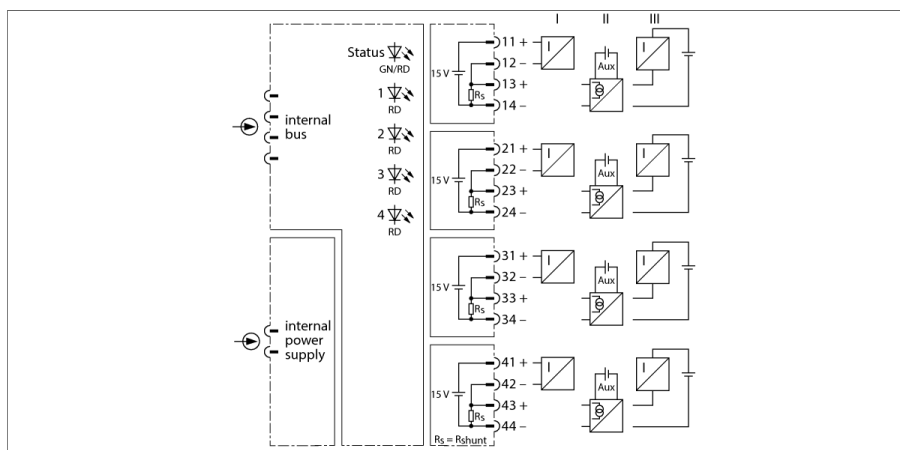 I II III
Status
GN/RD
1
RD
2
RD
3
RD
4
RD
internal
bus
internal
power
supply
15 V
Rs
11 +
12 –
13 +
14 –
I
Aux
I
15 V
Rs
21 +
22 –
23 +
24 –
I
Aux
I
15 V
Rs
31 +
32 –
33 +
34 –
I
Aux
I
15 V
Rs
41 +
42 –
43 +
44 –
I
Aux
I
Rs = Rshunt